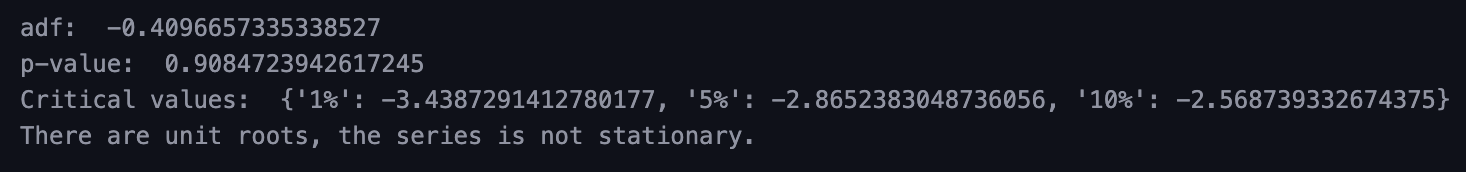 adf:  -0.4096657335338527
p-value:  0.9084723942617245
Critical values:  {'1%': -3.4387291412780177, '5%': -2.8652383048736056, '10%': -2.568739332674375}
There are unit roots, the series is not stationary.